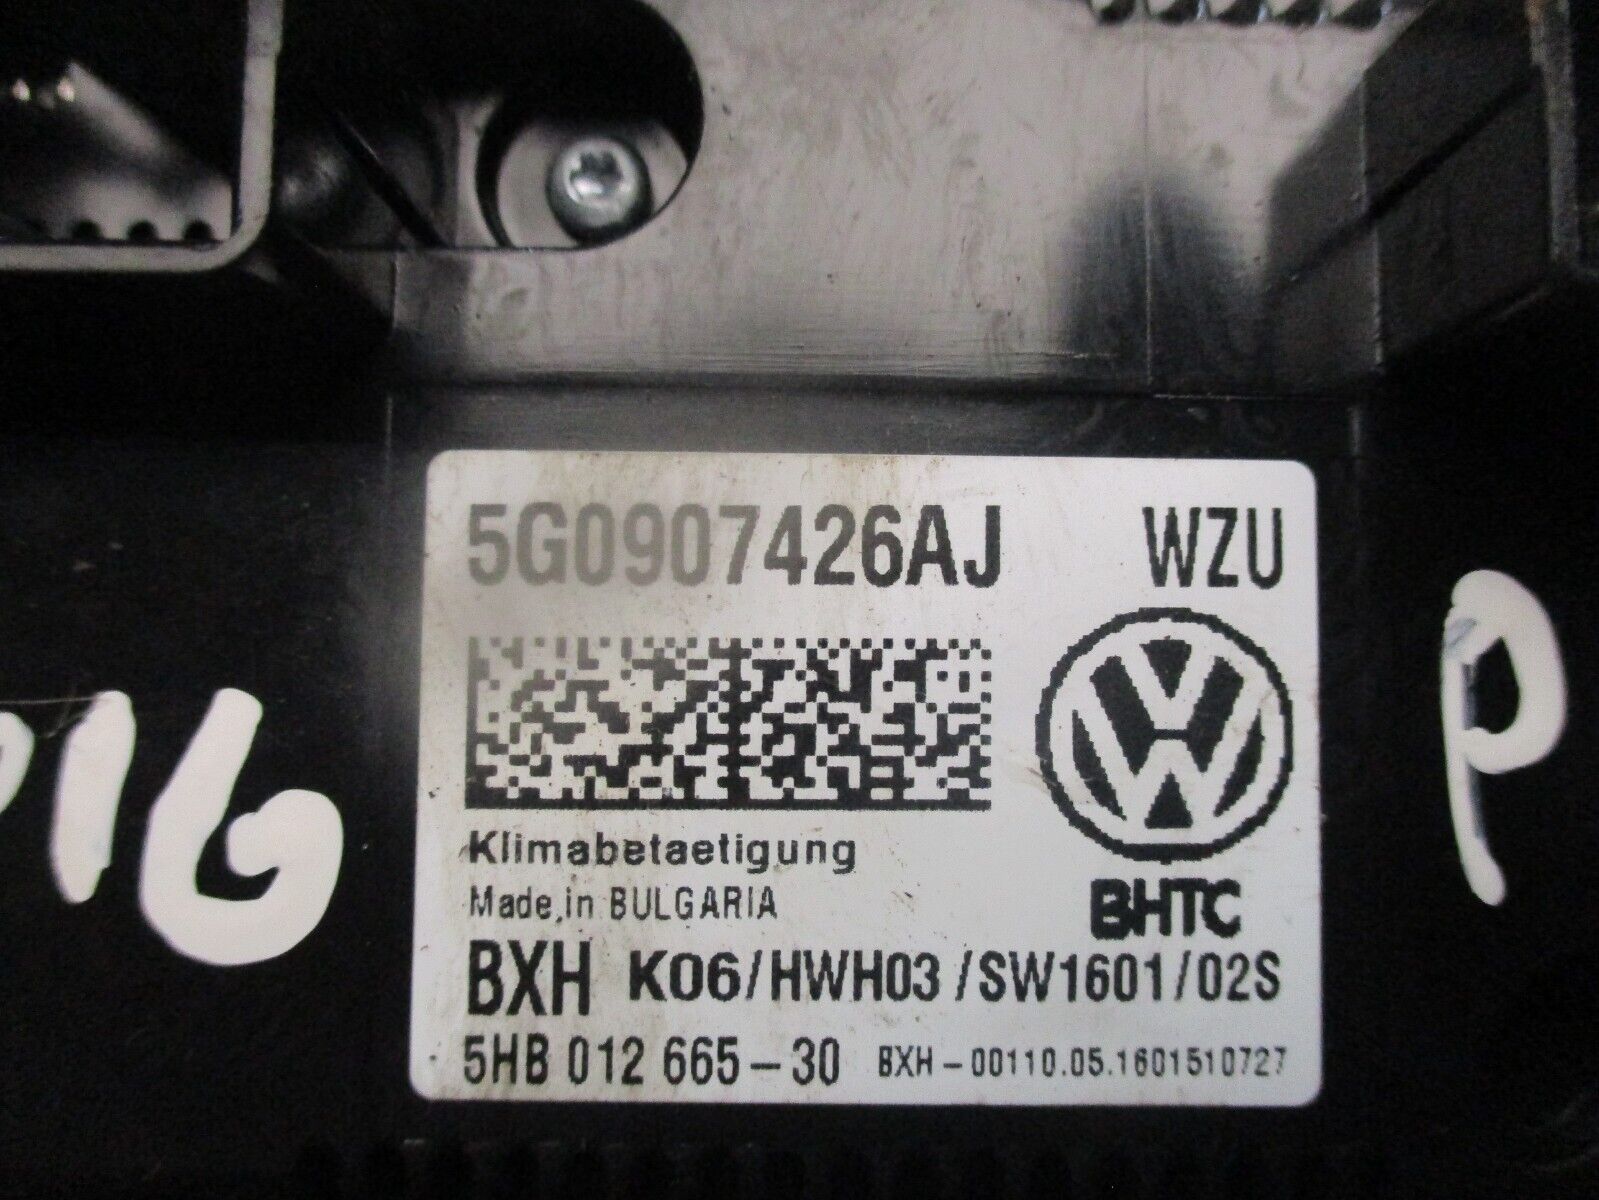 5G0907426AJ WZU
Klimabetaetigung
Made in BULGARIA
BHTC
BXH K06/HWH03/SW1601/02S
5HB 012 665-30 BXH-00110.05.1601510727
16
P